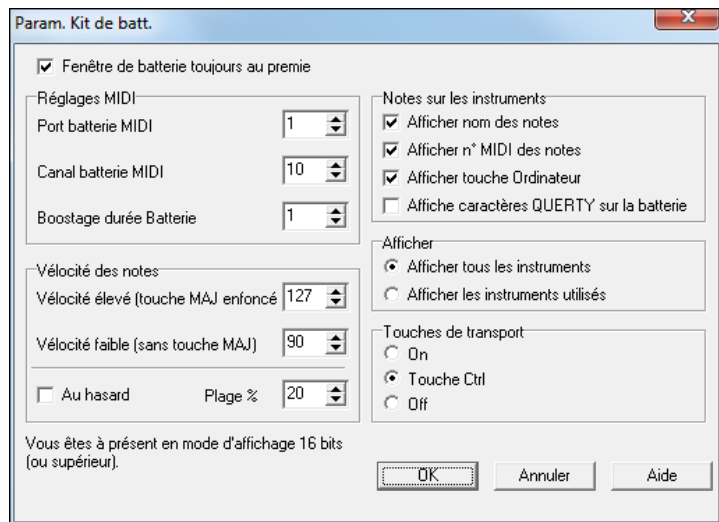 Param. Kit de batt.
Fenêtre de batterie toujours au premie
Réglages MIDI
Port batterie MIDI 1
Canal batterie MIDI 10
Boostage durée Batterie 1
Vélocité des notes
Vélocité élevé (touche MAJ enfoncé 127
Vélocité faible (sans touche MAJ) 90
Au hasard Plage % 20
Vous êtes à présent en mode d'affichage 16 bits
(ou supérieur).
Notes sur les instruments
Afficher nom des notes
Afficher n° MIDI des notes
Afficher touche Ordinateur
Affiche caractères QUERTY sur la batterie
Afficher
Afficher tous les instruments
Afficher les instruments utilisés
Touches de transport
On
Touche Ctrl
Off
OK Annuler Aide